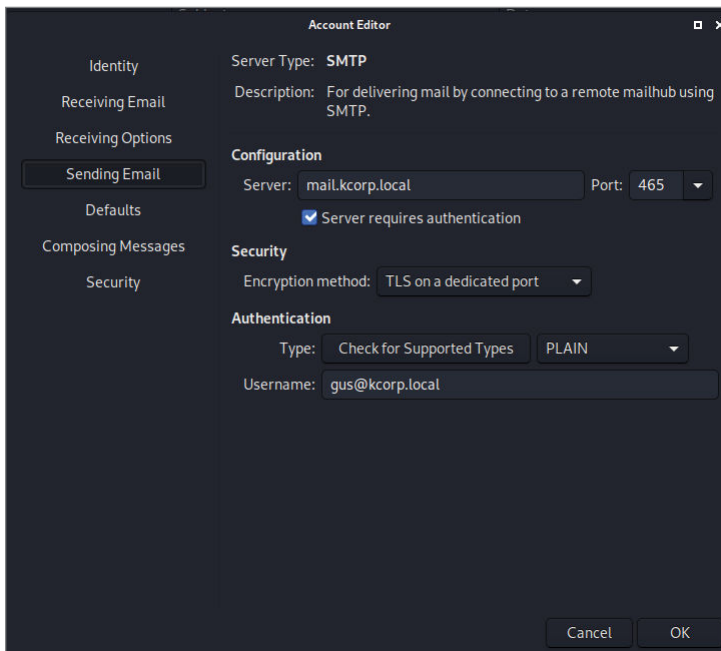 Account Editor
Identity
Receiving Email
Receiving Options
Sending Email
Defaults
Composing Messages
Security
Server Type: SMTP
Description: For delivering mail by connecting to a remote mailhub using
SMTP.
Configuration
Server: mail.kcorp.local Port: 465
Server requires authentication
Security
Encryption method: TLS on a dedicated port
Authentication
Type: Check for Supported Types PLAIN
Username: gus@kcorp.local
Cancel OK